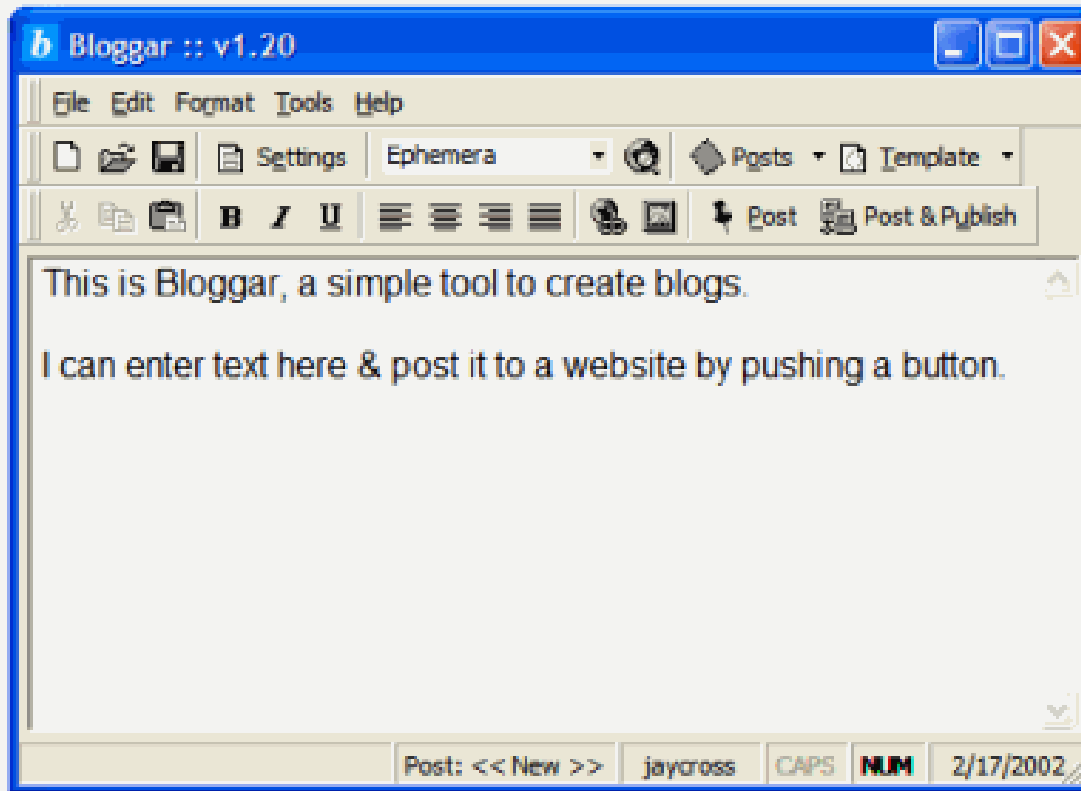 b Bloggar :: v1.20
File Edit Format Tools Help
Settings Ephemera Posts Template
B I U Post Post & Publish
This is Bloggar, a simple tool to create blogs.
I can enter text here & post it to a website by pushing a button.
Post: << New >> jaycross CAPS NUM 2/17/2002